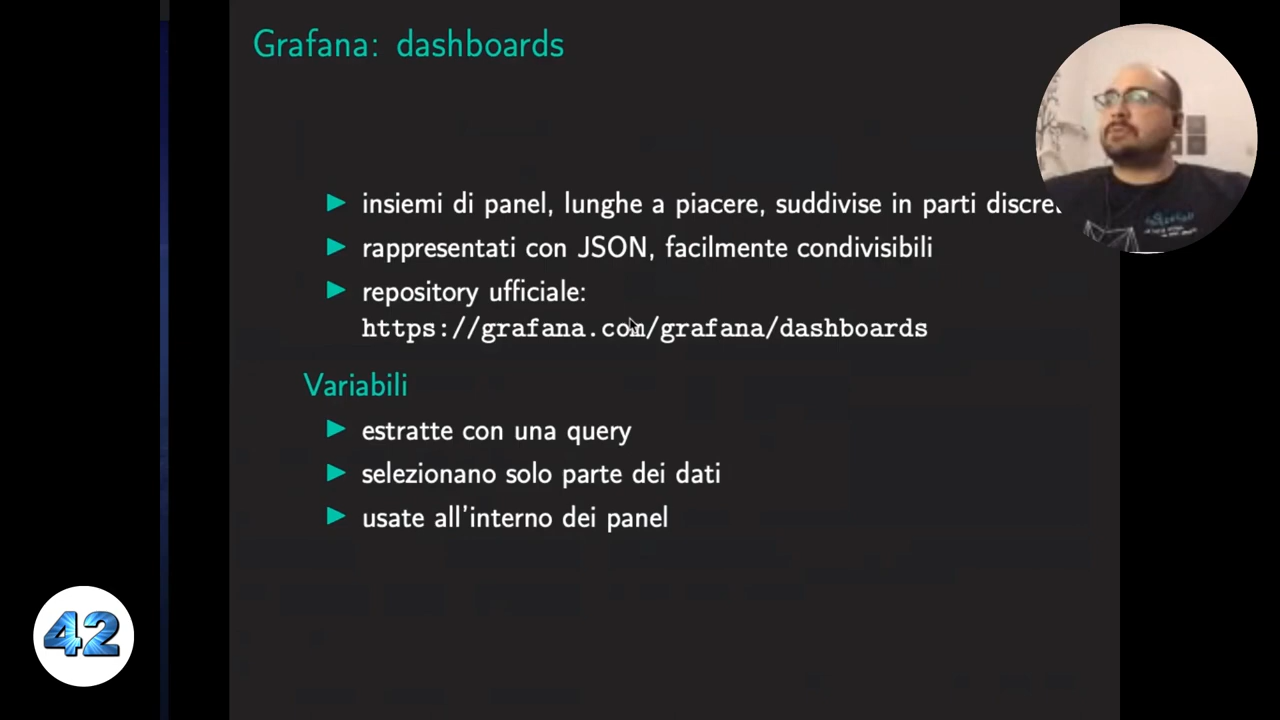 Grafana: dashboards
insiemi di panel, lunghe a piacere, suddivise in parti
rappresentati con JSON, facilmente condivisibili
repository ufficiale:
https://grafana.com/grafana/dashboards
Variabili
estratte con una query
selezionano solo parte dei dati
usate all'interno dei panel
42